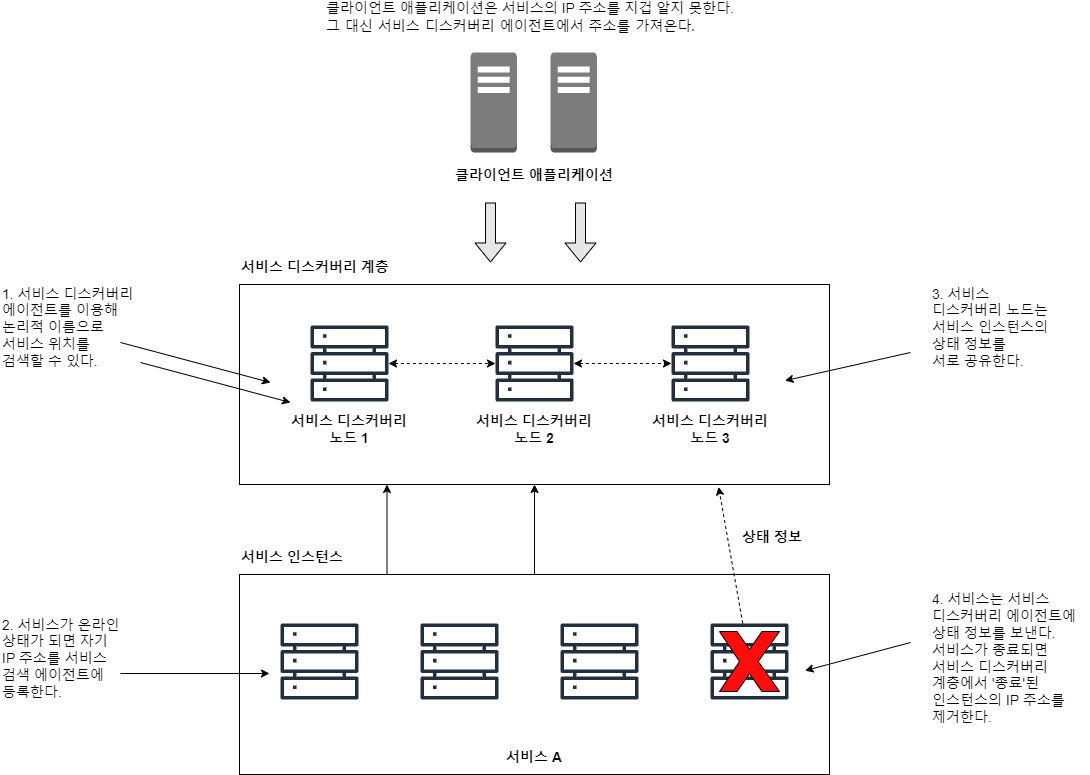 클라이언트 애플리케이션은 서비스의 IP 주소를 지겁 알지 못한다.
그 대신 서비스 디스커버리 에이전트에서 주소를 가져온다.
클라이언트 애플리케이션
서비스 디스커버리 계층
1. 서비스 디스커버리
에이전트를 이용해
논리적 이름으로
서비스 위치를
검색할 수 있다.
서비스 디스커버리
노드 1
서비스 디스커버리
노드 2
서비스 디스커버리
노드 3
3. 서비스
디스커버리 노드는
서비스 인스턴스의
상태 정보를
서로 공유한다.
상태 정보
서비스 인스턴스
2. 서비스가 온라인
상태가 되면 자기
IP 주소를 서비스
검색 에이전트에
등록한다.
4. 서비스는 서비스
디스커버리 에이전트에
상태 정보를 보낸다.
서비스가 종료되면
서비스 디스커버리
계층에서 '종료'된
인스턴스의 IP 주소를
제거한다.
서비스 A